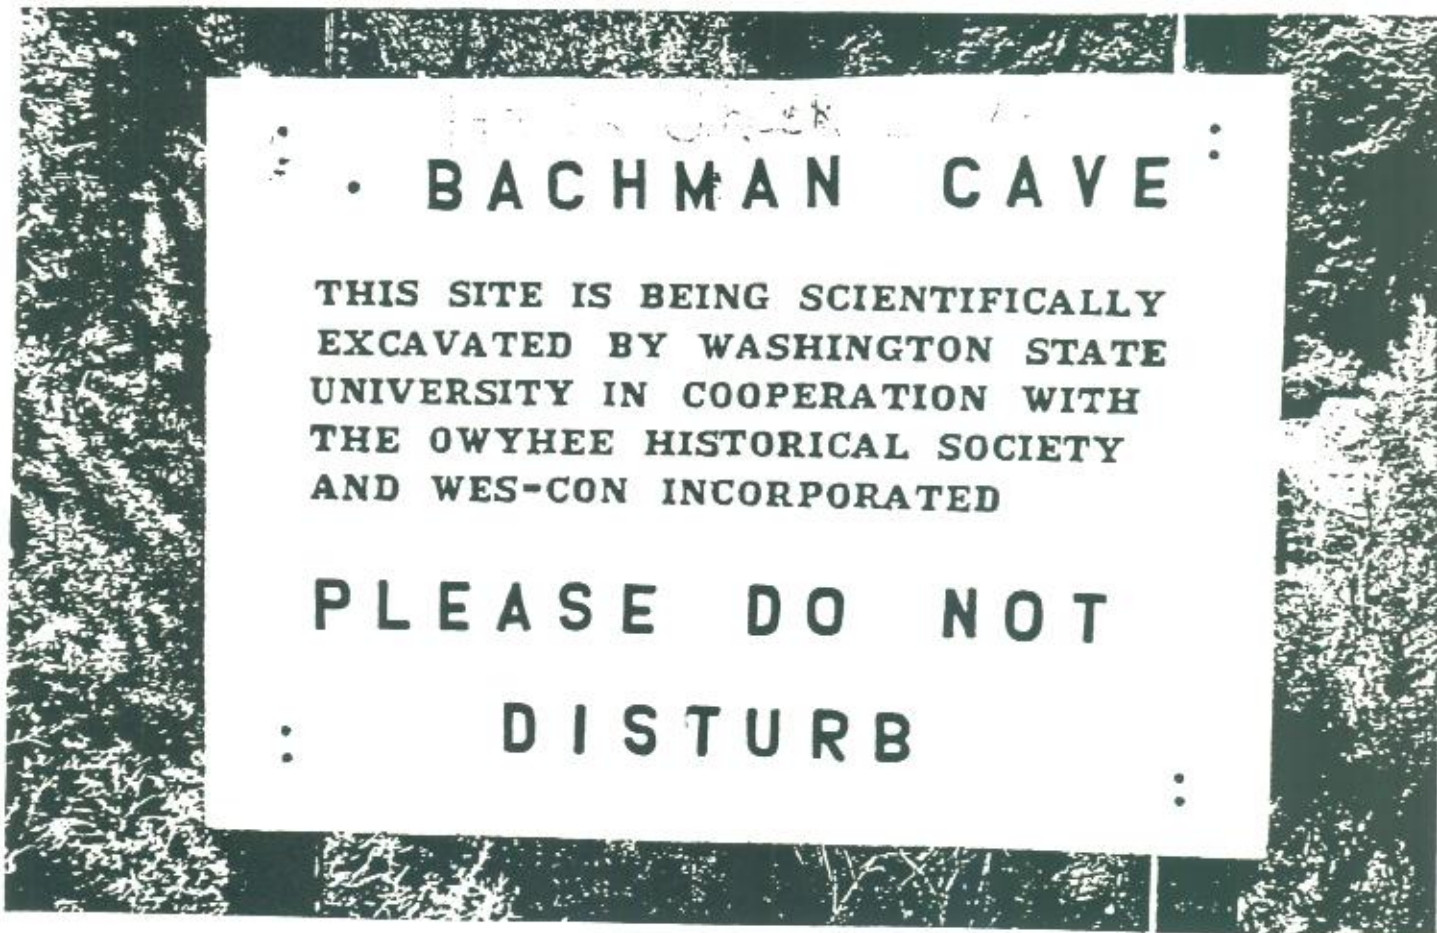 BACHMAN CAVE
THIS SITE IS BEING SCIENTIFICALLY
EXCAVATED BY WASHINGTON STATE
UNIVERSITY IN COOPERATION WITH
THE OWYHEE HISTORICAL SOCIETY
AND WES-CON INCORPORATED
PLEASE DO NOT
DISTURB